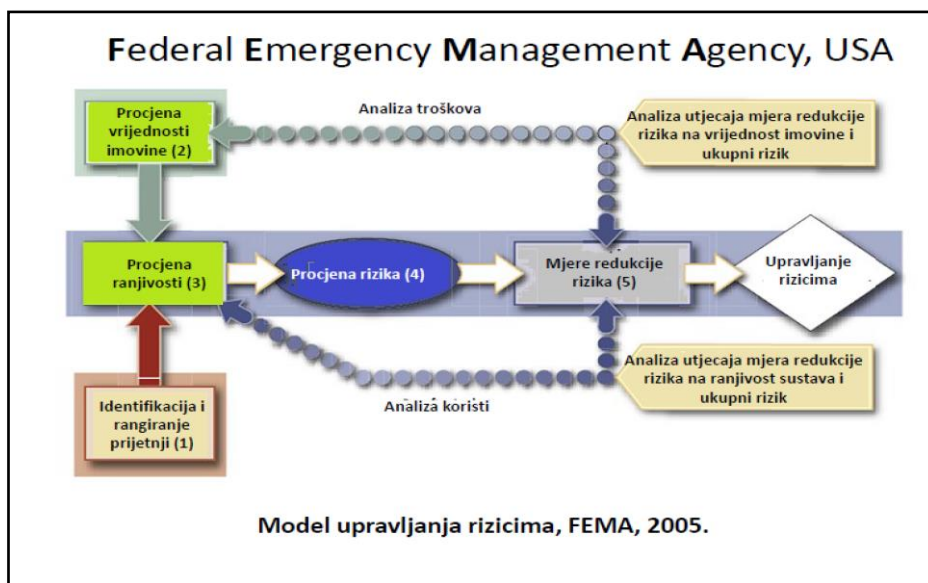 Federal Emergency Management Agency, USA
Procjena
vrijednosti
imovine (2)
Analiza troškova
Analiza utjecaja mjera redukcije
rizika na vrijednost imovine i
ukupni rizik
Procjena
ranjivosti (3)
Procjena rizika (4)
Mjere redukcije
rizika (5)
Upravljanje
rizicima
Identifikacija i
rangiranje
prijetnji (1)
Analiza koristi
Analiza utjecaja mjera redukcije
rizika na ranjivost sustava i
ukupni rizik
Model upravljanja rizicima, FEMA, 2005.